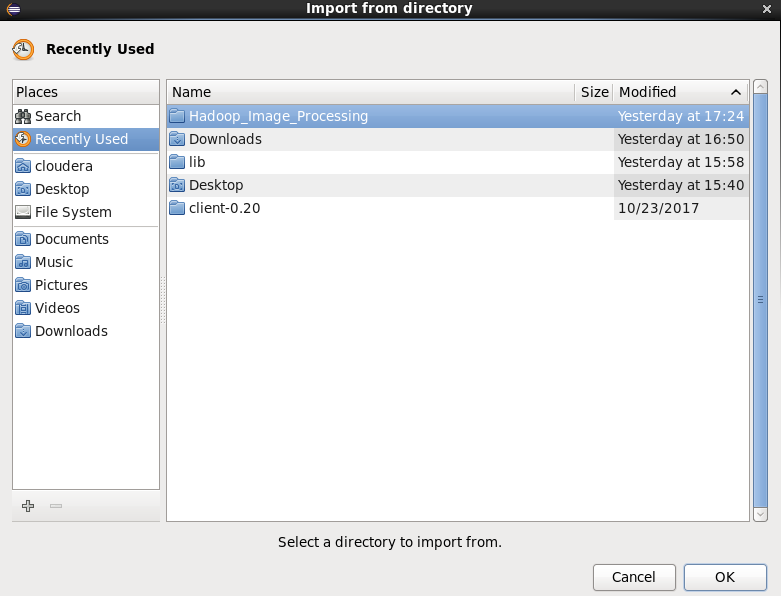 Import from directory
Recently Used
Places
Search
Recently Used
cloudera
Desktop
File System
Documents
Music
Pictures
Videos
Downloads
Name Size Modified
Hadoop_Image_Processing Yesterday at 17:24
Downloads Yesterday at 16:50
lib Yesterday at 15:58
Desktop Yesterday at 15:40
client-0.20 10/23/2017
Select a directory to import from.
Cancel OK